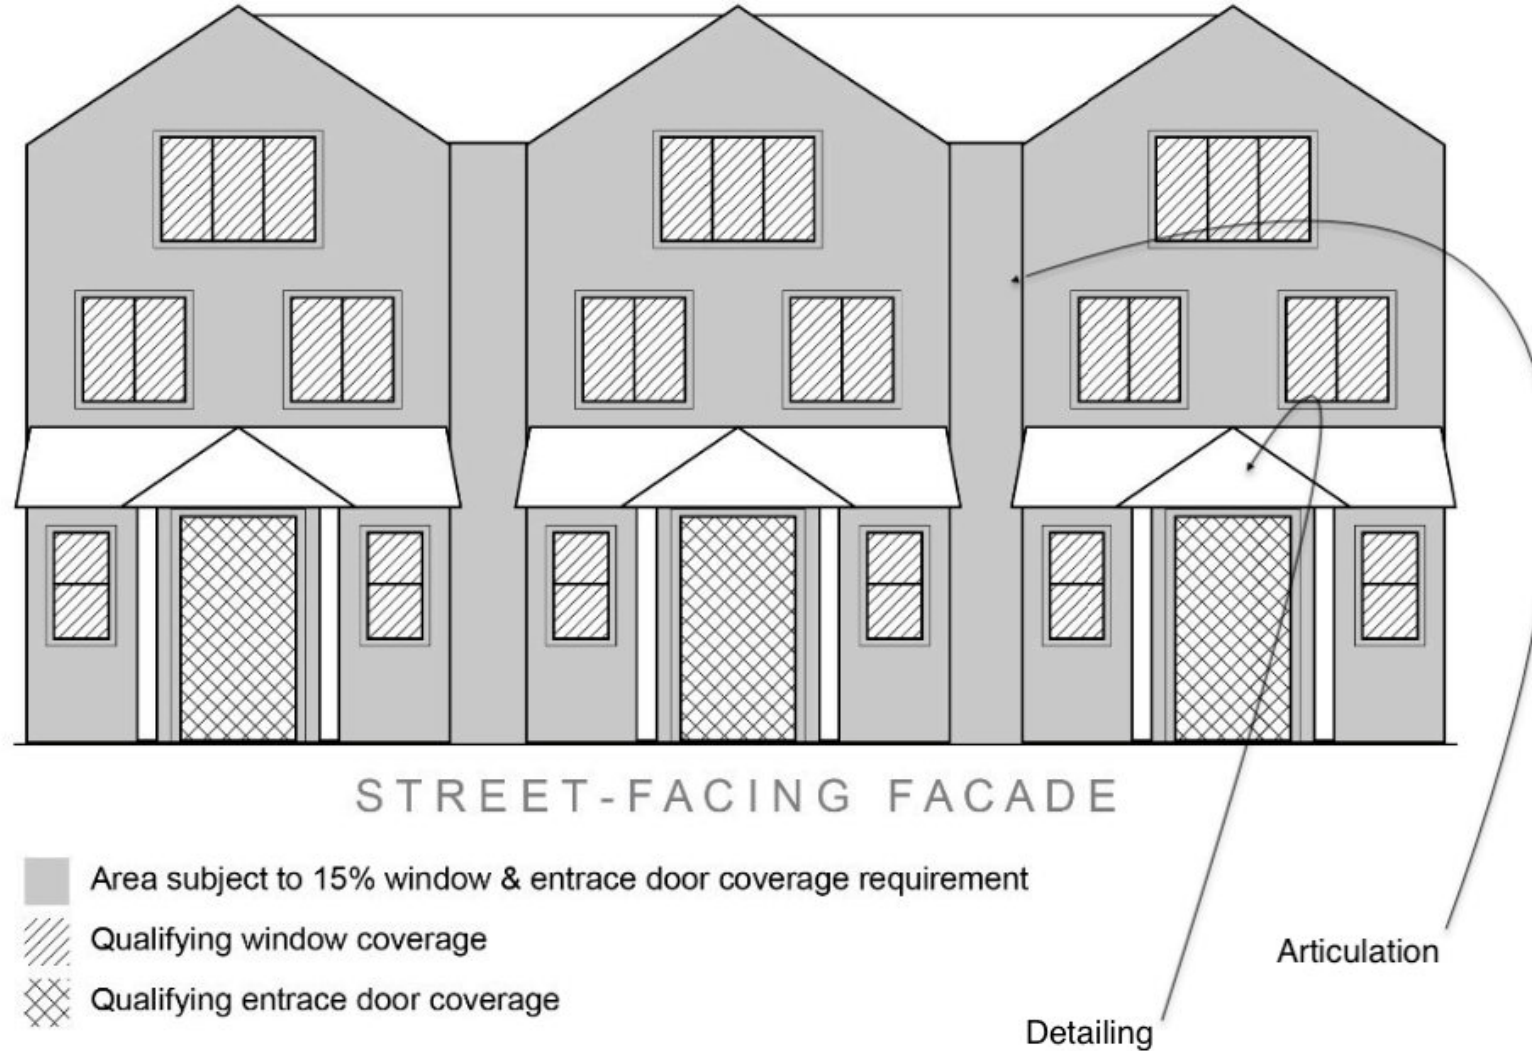 STREET-FACING FACADE
Area subject to 15% window & entrace door coverage requirement
Qualifying window coverage
Qualifying entrace door coverage
Articulation
Detailing